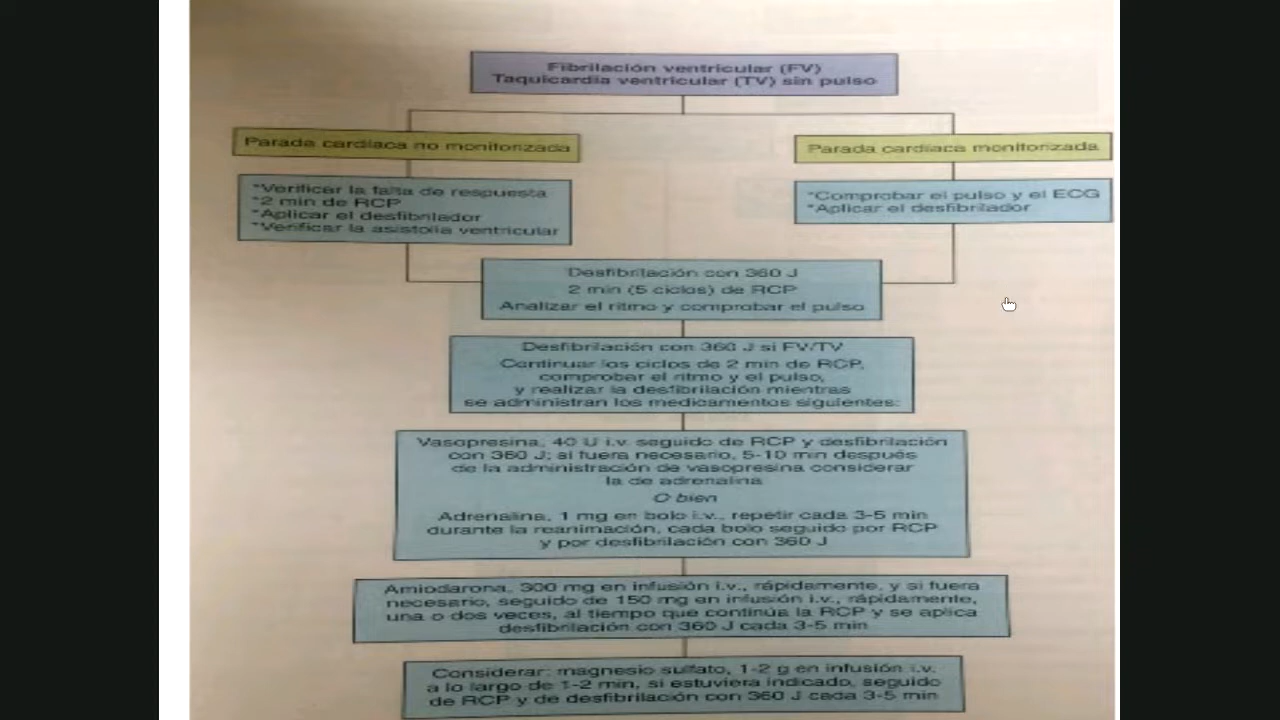 Fibrilación ventricular (FV)
Taquicardia ventricular (TV) sin pulso
Parada cardíaca no monitorizada
*Verificar la falta de respuesta
*2 min de RCP
*Aplicar el desfibrilador
*Verificar la asistolia ventricular
Parada cardíaca monitorizada
*Comprobar el pulso y el ECG
*Aplicar el desfibrilador
Desfibrilación con 360 J
2 min (5 ciclos) de RCP
Analizar el ritmo y comprobar el pulso
Desfibrilación con 360 J si FV/TV
Continuar los ciclos de 2 min de RCP,
comprobar el ritmo y el pulso,
y realizar la desfibrilación mientras
se administran los medicamentos siguientes:
Vasopresina, 40 U i.v. seguido de RCP y desfibrilación
con 360 J; si fuera necesario, 5-10 min después
de la administración de vasopresina considerar
la de adrenalina
O bien
Adrenalina, 1 mg en bolo i.v., repetir cada 3-5 min
durante la reanimación, cada bolo seguido por RCP
y por desfibrilación con 360 J
Amiodarona, 300 mg en infusión i.v., rápidamente, y si fuera
necesario, seguido de 150 mg en infusión i.v., rápidamente,
una o dos veces, al tiempo que continúa la RCP y se aplica
desfibrilación con 360 J cada 3-5 min
Considerar: magnesio sulfato, 1-2 g en infusión i.v.
a lo largo de 1-2 min, si estuviera indicado, seguido
de RCP y de desfibrilación con 360 J cada 3-5 min